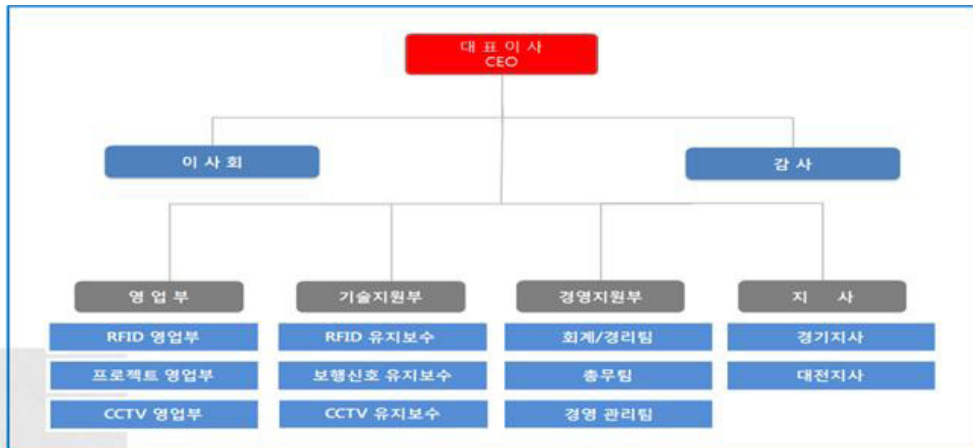 대 표 이 사
CEO
이 사 회
감 사
영 업 부
기술지원부
경영지원부
지 사
RFID 영업부
RFID 유지보수
회계/경리팀
경기지사
프로젝트 영업부
보행신호 유지보수
총무팀
대전지사
CCTV 영업부
CCTV 유지보수
경영 관리팀